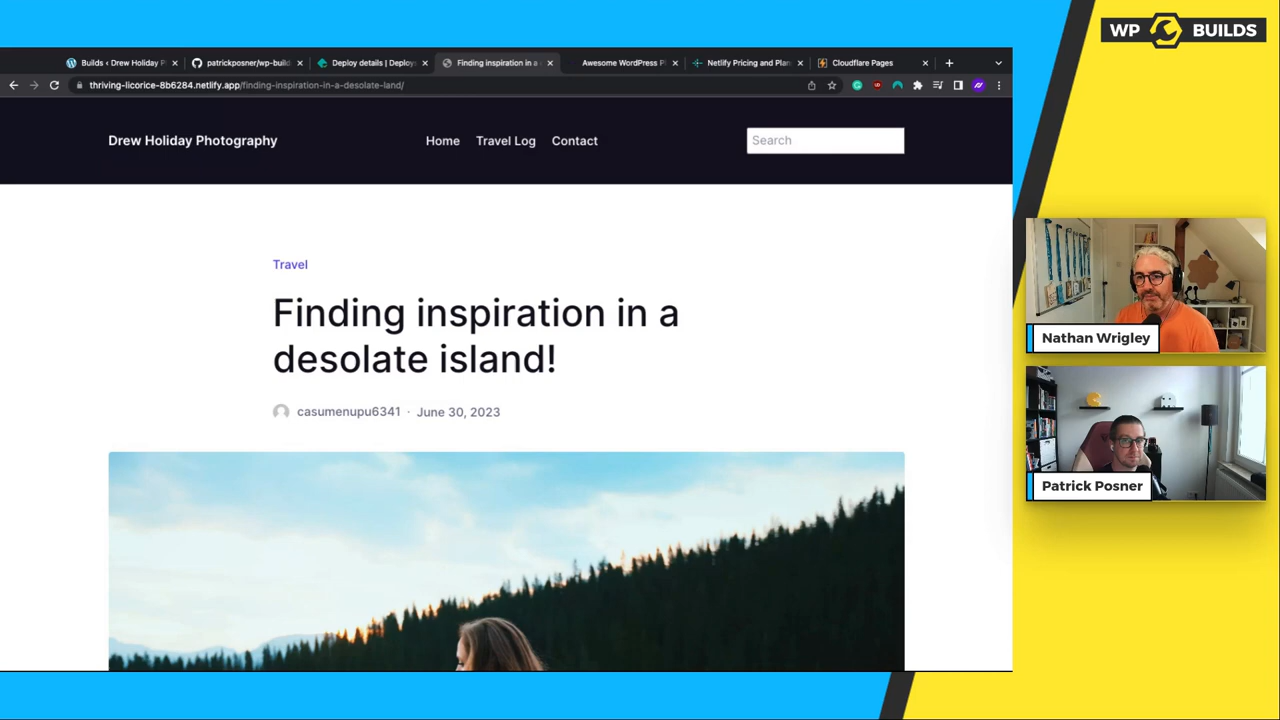 WP BUILDS
Builds ‹ Drew Holiday P
patrickposner/wp-build
Deploy details | Deploys
Finding inspiration in a
Awesome WordPress Pl
Netlify Pricing and Plan
Cloudflare Pages
thriving-licorice-8b6284.netlify.app/finding-inspiration-in-a-desolate-land/
Drew Holiday Photography
Home Travel Log Contact
Search
Travel
Finding inspiration in a
desolate island!
casumenupu6341 · June 30, 2023
Nathan Wrigley
Patrick Posner